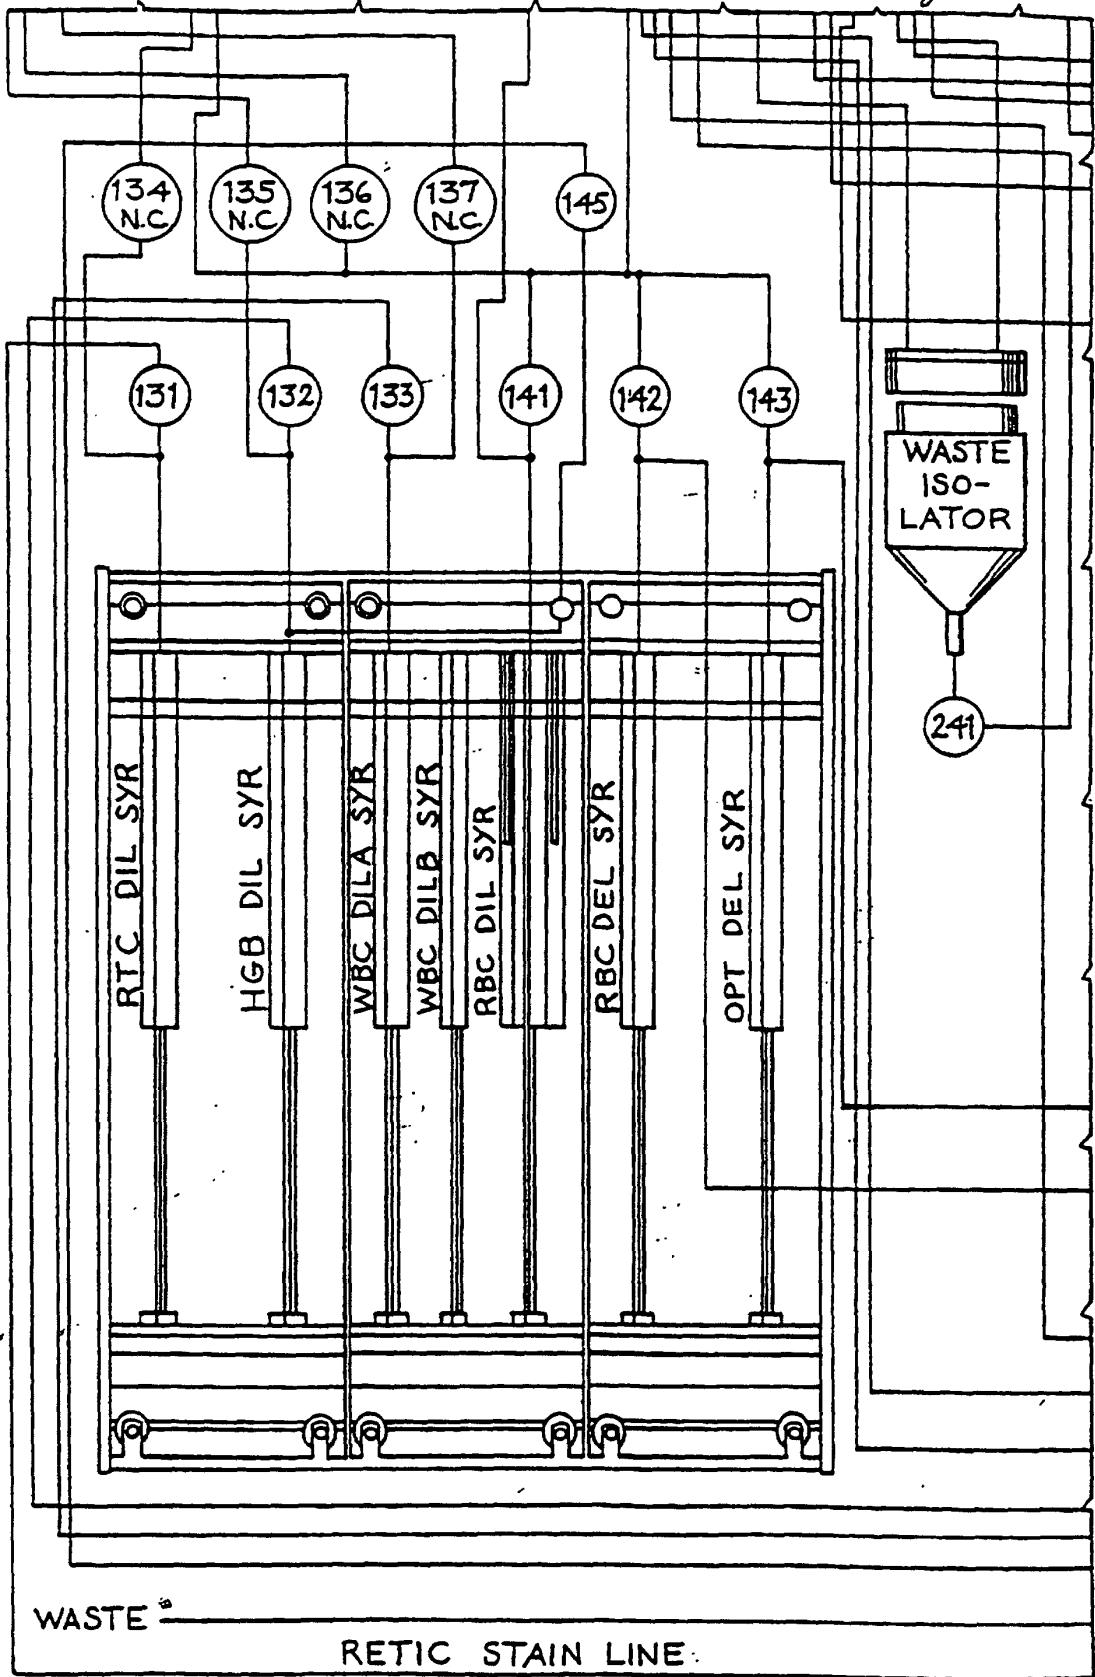 134
N.C.
135
N.C.
136
N.C.
137
N.C.
145
131
132
133
141
142
143
WASTE
ISO-
LATOR
241
RTC DIL SYR
HGB DIL SYR
WBC DILA SYR
WBC DILB SYR
RBC DIL SYR
RBC DEL SYR
OPT DEL SYR
WASTE
RETIC STAIN LINE